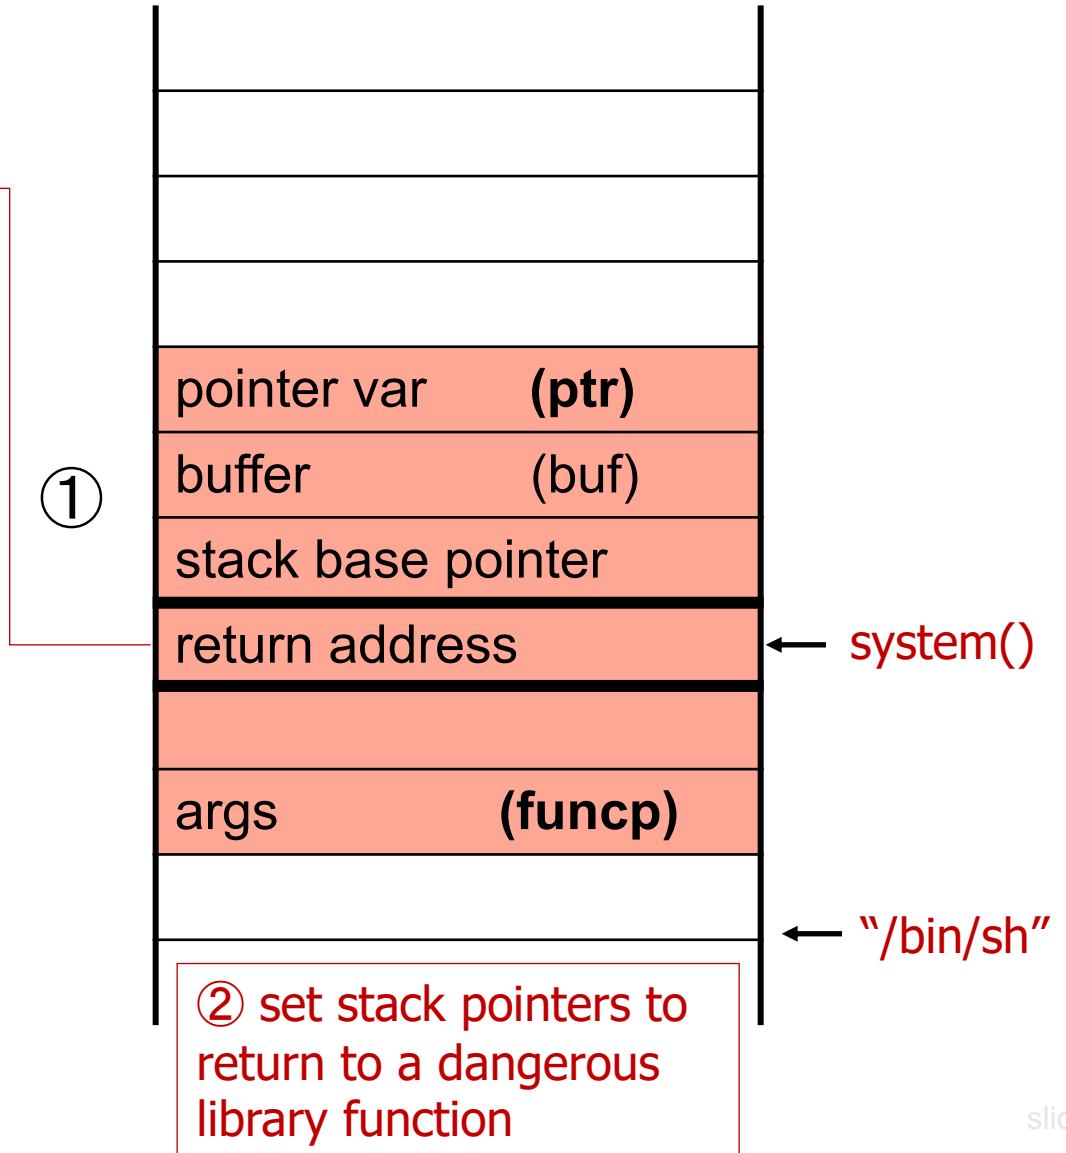 pointer var (ptr)
①
buffer (buf)
stack base pointer
return address
system()
args (funcp)
“/bin/sh”
② set stack pointers to
return to a dangerous
library function